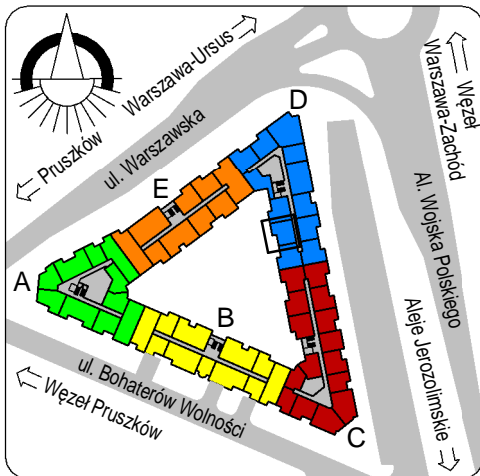 Warszawa-Ursus
Pruszków
ul. Warszawska
Węzeł
Warszawa-Zachód
Al. Wojska Polskiego
Aleje Jerozolimskie
D
E
A
B
C
ul. Bohaterów Wolności
Węzeł Pruszków